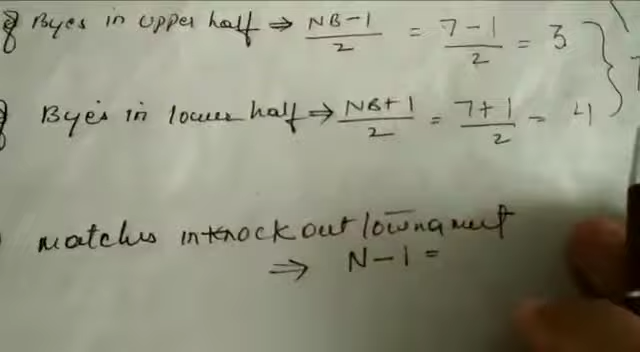 Byes in upper half ⇒ NB-1/2 = 7-1/2 = 3
Byes in lower half ⇒ NB+1/2 = 7+1/2 = 4
matches in knock out Tournament
⇒ N-1 =